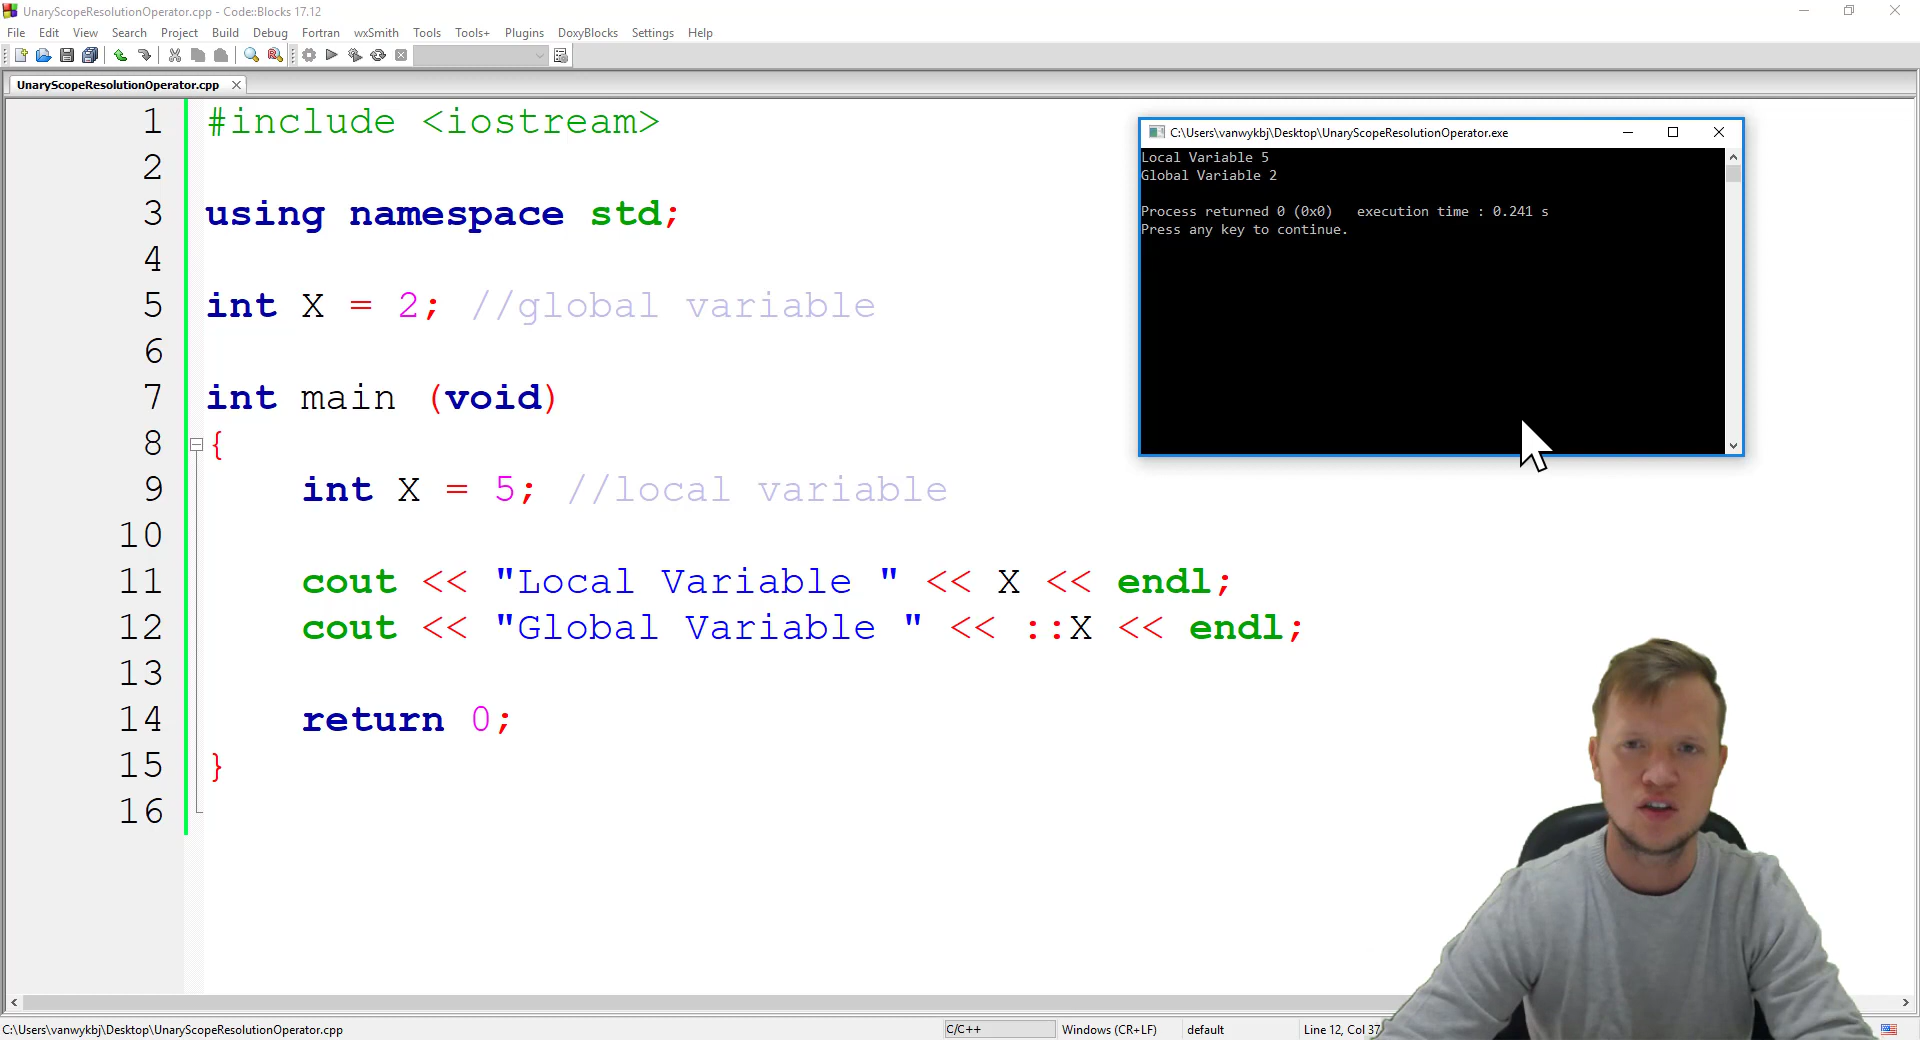 UnaryScopeResolutionOperator.cpp - Code::Blocks 17.12
File Edit View Search Project Build Debug Fortran wxSmith Tools Tools+ Plugins DoxyBlocks Settings Help
UnaryScopeResolutionOperator.cpp
1 #include <iostream>
2
3 using namespace std;
4
5 int X = 2; //global variable
6
7 int main (void)
8 {
9 int X = 5; //local variable
10
11 cout << "Local Variable " << X << endl;
12 cout << "Global Variable " << ::X << endl;
13
14 return 0;
15 }
16
C:\Users\vanwykbj\Desktop\UnaryScopeResolutionOperator.exe
Local Variable 5
Global Variable 2
Process returned 0 (0x0) execution time : 0.241 s
Press any key to continue.
C:\Users\vanwykbj\Desktop\UnaryScopeResolutionOperator.cpp C/C++ Windows (CR+LF) default Line 12, Col 37